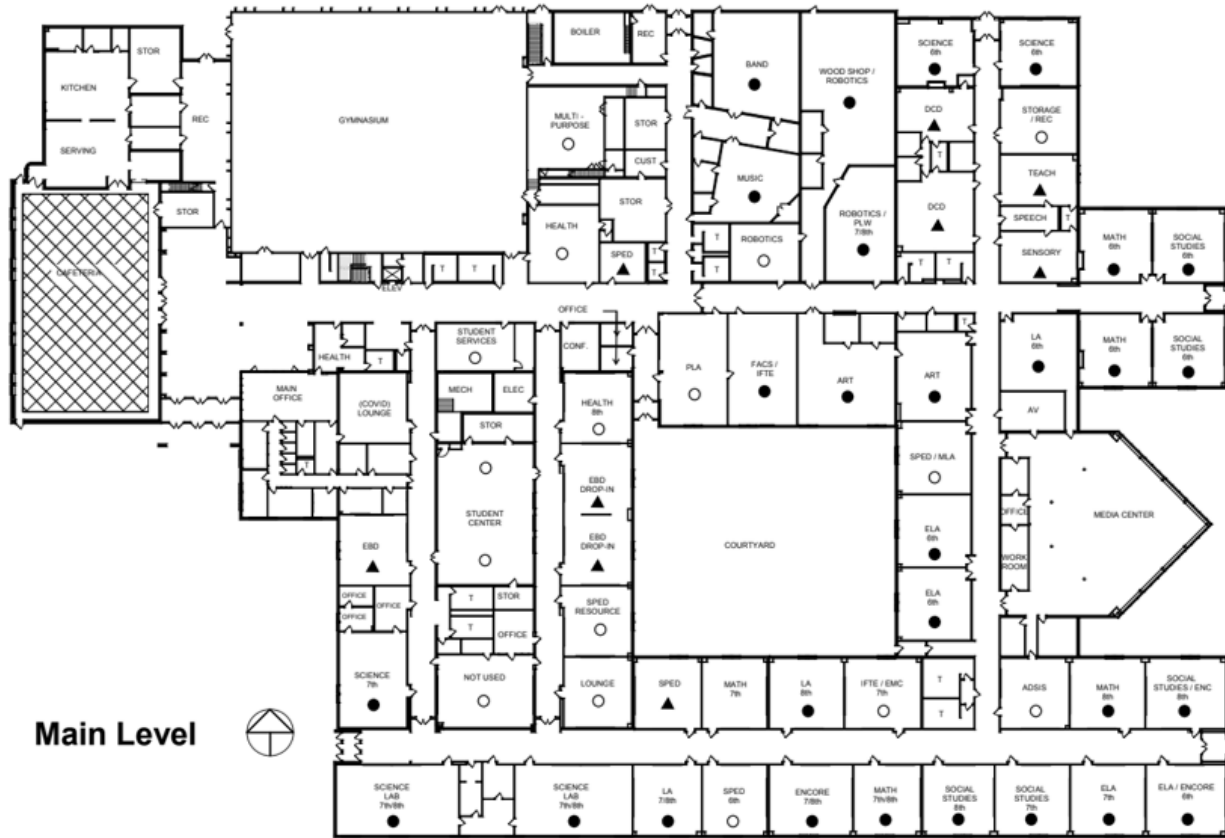 BOILER
REC
STOR
KITCHEN
SERVING
REC
STOR
CAFETERIA
GYMNASIUM
MULTI -
PURPOSE
STOR
CUST
STOR
HEALTH
SPED
T
T
ELEV
T
T
BAND
MUSIC
T
T
ROBOTICS
WOOD SHOP /
ROBOTICS
ROBOTICS /
PLW
7/8th
SCIENCE
6th
DCD
T
DCD
T
T
SCIENCE
6th
STORAGE
/ REC
TEACH
SPEECH
T
SENSORY
MATH
6th
SOCIAL
STUDIES
6th
OFFICE
HEALTH
T
STUDENT
SERVICES
CONF.
MAIN
OFFICE
T
(COVID)
LOUNGE
MECH
ELEC
STOR
HEALTH
8th
PLA
FACS /
IFTE
ART
T
ART
LA
6th
MATH
6th
SOCIAL
STUDIES
6th
AV
SPED / MLA
ELA
6th
ELA
6th
OFFICE
WORK
ROOM
MEDIA CENTER
COURTYARD
STUDENT
CENTER
EBD
DROP-IN
EBD
DROP-IN
EBD
OFFICE
OFFICE
OFFICE
T
STOR
T
OFFICE
SPED
RESOURCE
SCIENCE
7th
NOT USED
LOUNGE
SPED
MATH
7th
LA
8th
IFTE / EMC
7th
T
T
ADSIS
MATH
8th
SOCIAL
STUDIES / ENC
8th
Main Level
SCIENCE
LAB
7th/8th
SCIENCE
LAB
7th/8th
LA
7/8th
SPED
6th
ENCORE
7/8th
MATH
7th/8th
SOCIAL
STUDIES
8th
SOCIAL
STUDIES
7th
ELA
7th
ELA / ENCORE
6th